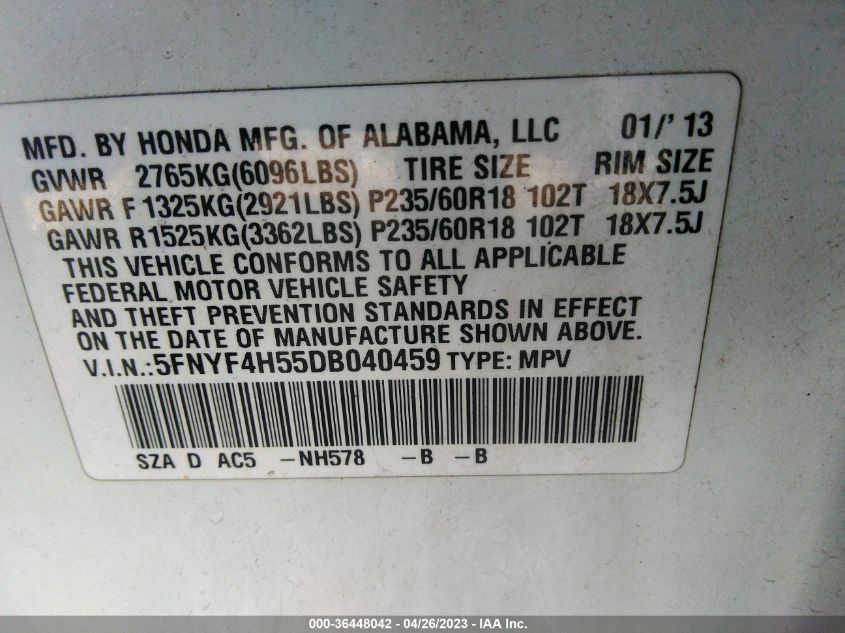 MFD. BY HONDA MFG. OF ALABAMA, LLC 01/'13
GVWR 2765KG(6096LBS) TIRE SIZE RIM SIZE
GAWR F 1325KG(2921LBS) P235/60R18 102T 18X7.5J
GAWR R1525KG(3362LBS) P235/60R18 102T 18X7.5J
THIS VEHICLE CONFORMS TO ALL APPLICABLE
FEDERAL MOTOR VEHICLE SAFETY
AND THEFT PREVENTION STANDARDS IN EFFECT
ON THE DATE OF MANUFACTURE SHOWN ABOVE.
V.I.N.:5FNYF4H55DB040459 TYPE: MPV
SZA D AC5 -NH578 -B -B
000-36448042 - 04/26/2023 - IAA Inc.